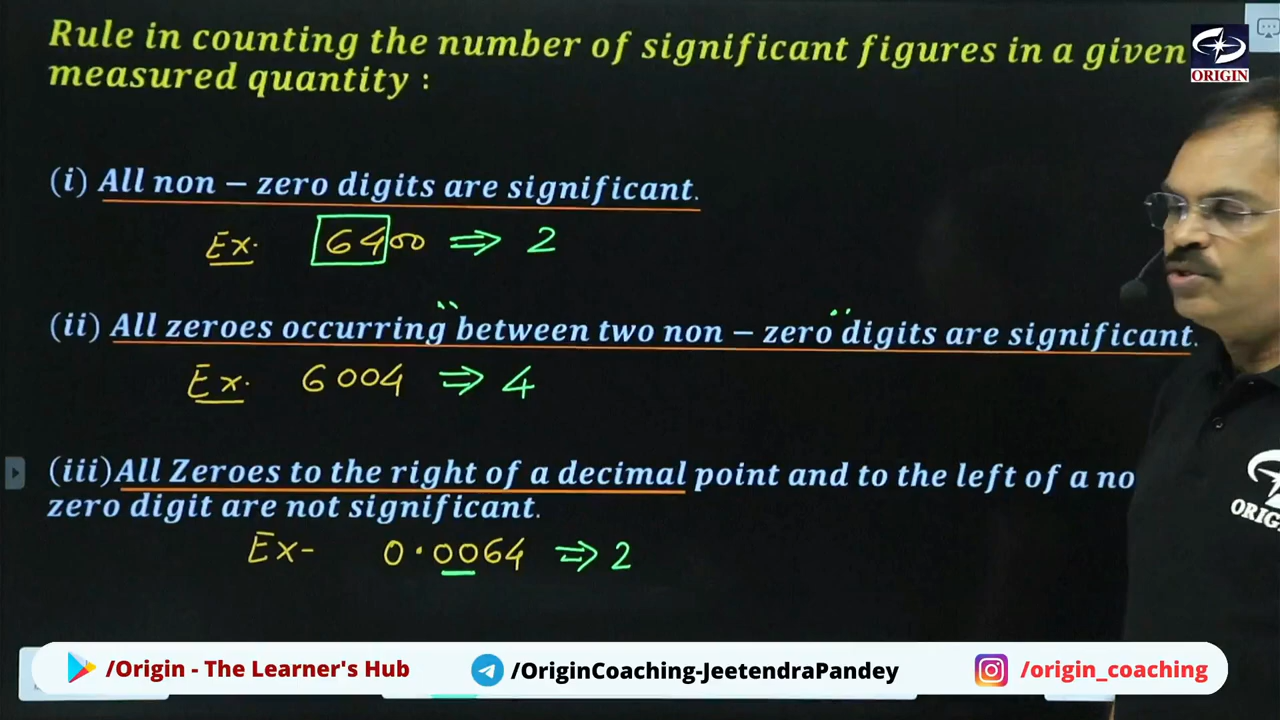 Rule in counting the number of significant figures in a given
measured quantity :
ORIGIN
(i) All non – zero digits are significant.
Ex. 6400 ⇒ 2
(ii) All zeroes occurring between two non – zero digits are significant.
Ex. 6004 ⇒ 4
(iii) All Zeroes to the right of a decimal point and to the left of a no
zero digit are not significant.
Ex- 0.0064 ⇒ 2
/Origin - The Learner's Hub
/OriginCoaching-JeetendraPandey
/origin_coaching